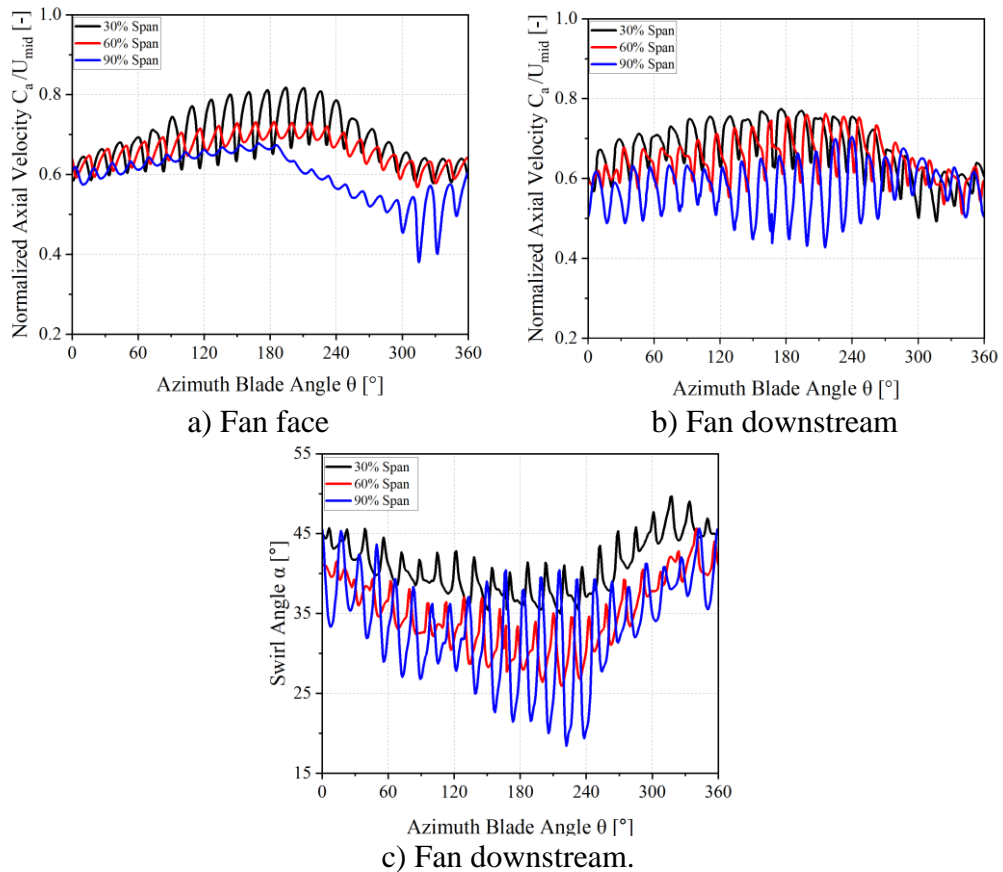 1.0
0.8
0.6
0.4
0.2
Normalized Axial Velocity Ca/Umid [-]
30% Span
60% Span
90% Span
0 60 120 180 240 300 360
Azimuth Blade Angle θ [°]
a) Fan face
1.0
0.8
0.6
0.4
0.2
Normalized Axial Velocity Ca/Umid [-]
30% Span
60% Span
90% Span
0 60 120 180 240 300 360
Azimuth Blade Angle θ [°]
b) Fan downstream
55
45
35
25
15
Swirl Angle α [°]
30% Span
60% Span
90% Span
0 60 120 180 240 300 360
Azimuth Blade Angle θ [°]
c) Fan downstream.